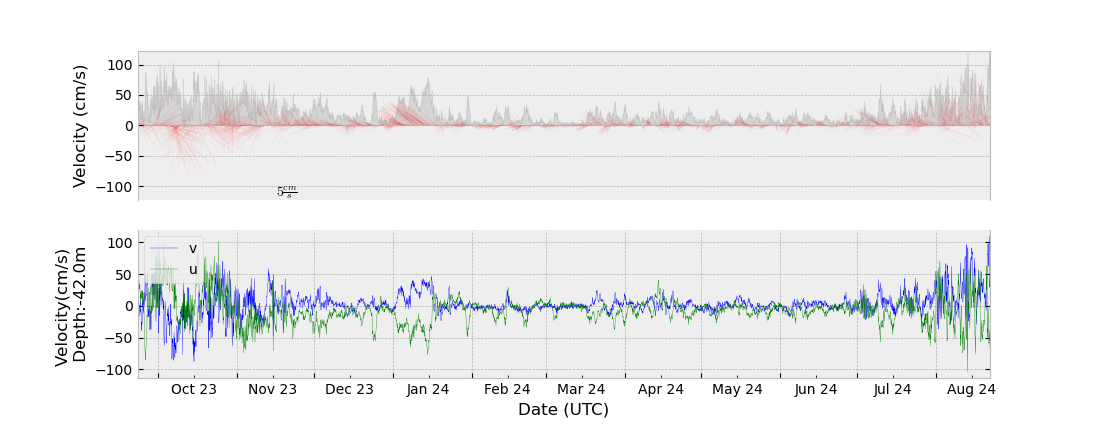 Velocity (cm/s)
100
50
0
−50
−100
5 cm/s
Velocity(cm/s)
Depth:-42.0m
100
50
0
−50
−100
v
u
Oct 23 Nov 23 Dec 23 Jan 24 Feb 24 Mar 24 Apr 24 May 24 Jun 24 Jul 24 Aug 24
Date (UTC)